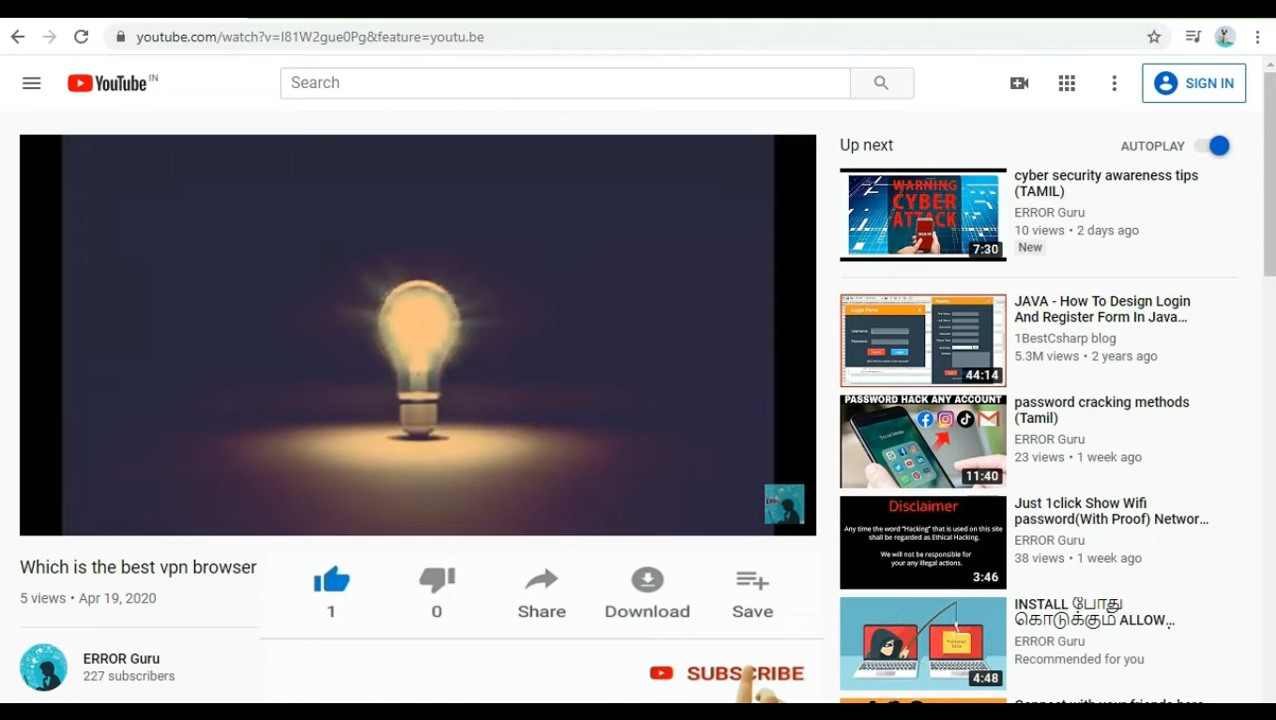 youtube.com/watch?v=I81W2gue0Pg&feature=youtu.be
YouTube IN
Search
SIGN IN
Up next
AUTOPLAY
WARNING
CYBER
ATTACK
7:30
cyber security awareness tips
(TAMIL)
ERROR Guru
10 views • 2 days ago
New
Login Form
44:14
JAVA - How To Design Login
And Register Form In Java...
1BestCsharp blog
5.3M views • 2 years ago
PASSWORD HACK ANY ACCOUNT
Social Media
11:40
password cracking methods
(Tamil)
ERROR Guru
23 views • 1 week ago
Disclaimer
Any time the word "Hacking" that is used on this site
shall be regarded as Ethical Hacking.
We will not be responsible for
your any illegal actions.
3:46
Just 1click Show Wifi
password(With Proof) Networ...
ERROR Guru
38 views • 1 week ago
4:48
INSTALL போது
கொடுக்கும் ALLOW...
ERROR Guru
Recommended for you
Which is the best vpn browser
5 views • Apr 19, 2020
1
0
Share
Download
Save
ERROR Guru
227 subscribers
SUBSCRIBE